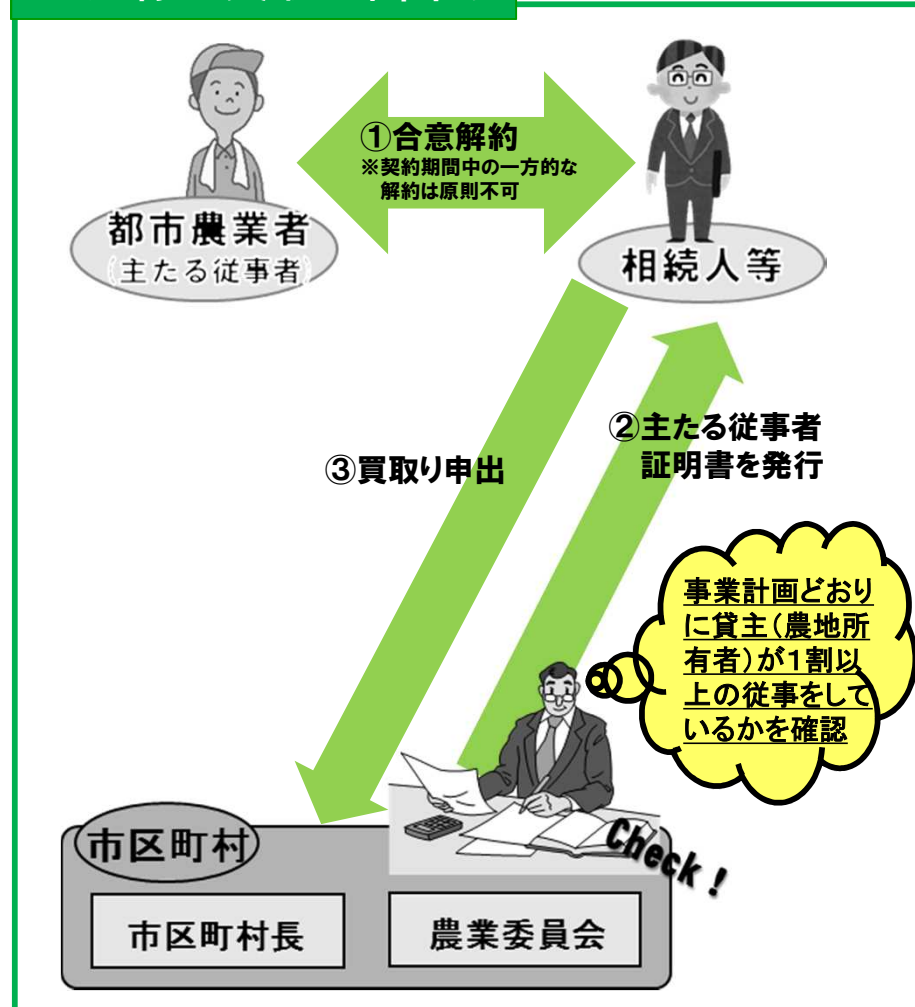 ①合意解約
※契約期間中の一方的な
解約は原則不可
都市農業者
(主たる従事者)
相続人等
②主たる従事者
証明書を発行
③買取り申出
事業計画どおり
に貸主(農地所
有者)が1割以
上の従事をして
いるかを確認
Check!
市区町村
市区町村長
農業委員会